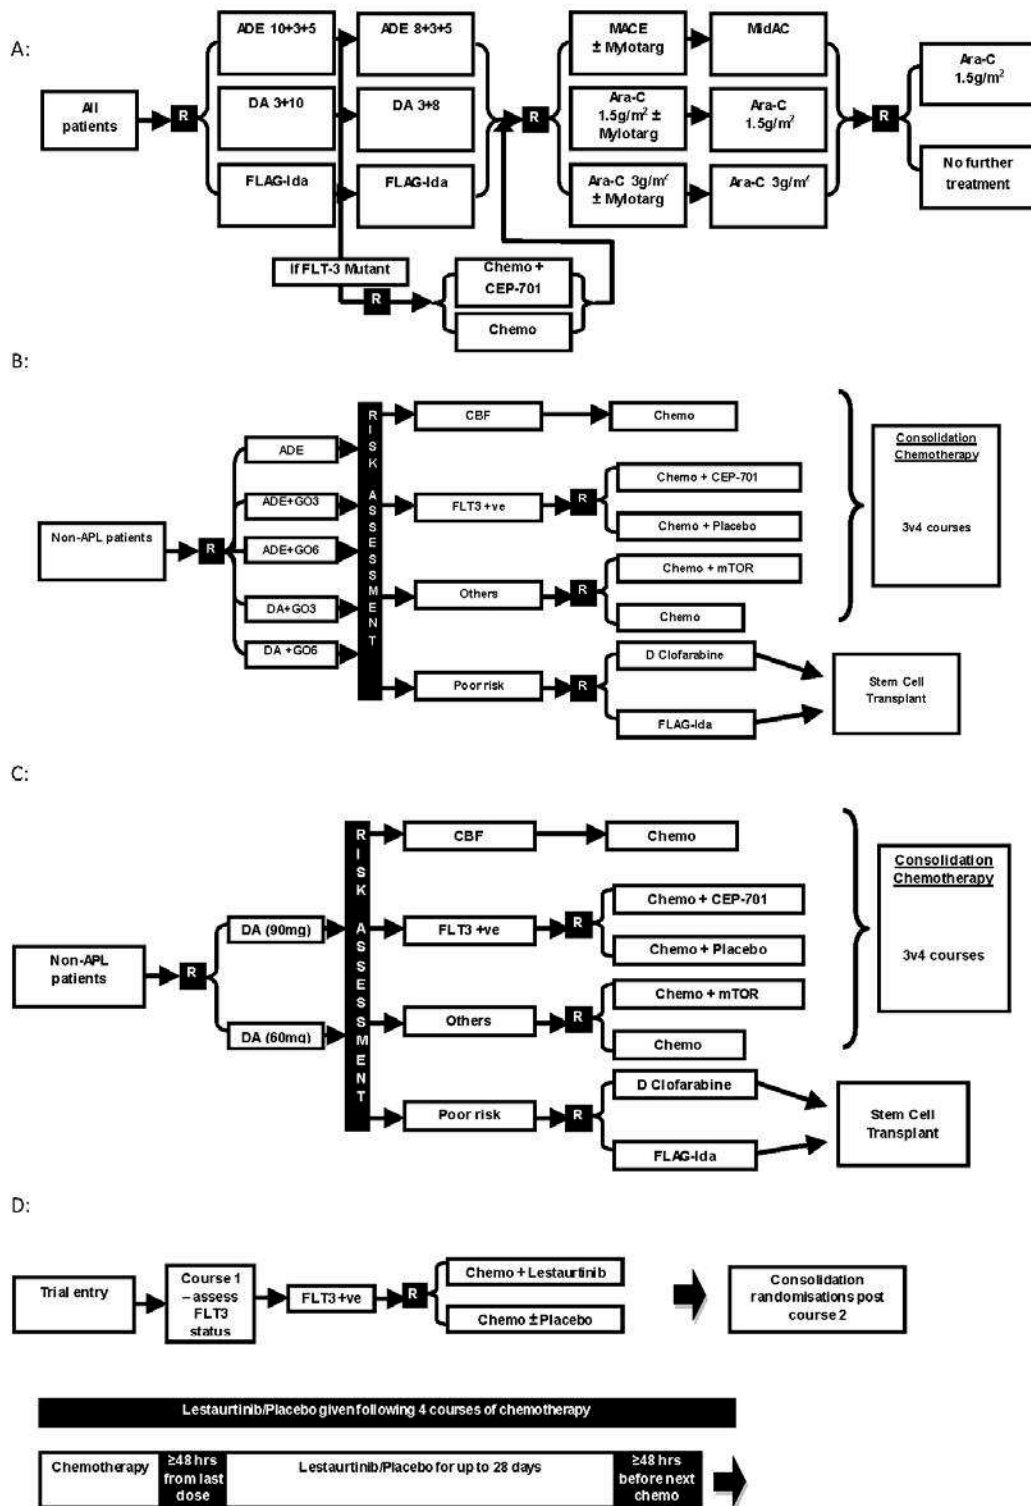 A:
All
patients
R
ADE 10+3+5
ADE 8+3+5
DA 3+10
DA 3+8
FLAG-Ida
FLAG-Ida
R
MACE
± Mylotarg
MidAC
Ara-C
1.5g/m² ±
Mylotarg
Ara-C
1.5g/m²
Ara-C 3g/m²
± Mylotarg
Ara-C 3g/m²
R
Ara-C
1.5g/m²
No further
treatment
If FLT-3 Mutant
R
Chemo +
CEP-701
Chemo
B:
Non-APL patients
R
ADE
ADE+GO3
ADE+GO6
DA+GO3
DA +GO6
RISK ASSESSMENT
CBF
Chemo
FLT3 +ve
R
Chemo + CEP-701
Chemo + Placebo
Others
R
Chemo + mTOR
Chemo
Poor risk
R
D Clofarabine
FLAG-Ida
Consolidation
Chemotherapy
3v4 courses
Stem Cell
Transplant
C:
Non-APL
patients
R
DA (90mg)
DA (60mg)
RISK ASSESSMENT
CBF
Chemo
FLT3 +ve
R
Chemo + CEP-701
Chemo + Placebo
Others
R
Chemo + mTOR
Chemo
Poor risk
R
D Clofarabine
FLAG-Ida
Consolidation
Chemotherapy
3v4 courses
Stem Cell
Transplant
D:
Trial entry
Course 1
– assess
FLT3
status
FLT3 +ve
R
Chemo + Lestaurtinib
Chemo ± Placebo
Consolidation
randomisations post
course 2
Lestaurtinib/Placebo given following 4 courses of chemotherapy
Chemotherapy
≥48 hrs
from last
dose
Lestaurtinib/Placebo for up to 28 days
≥48 hrs
before next
chemo